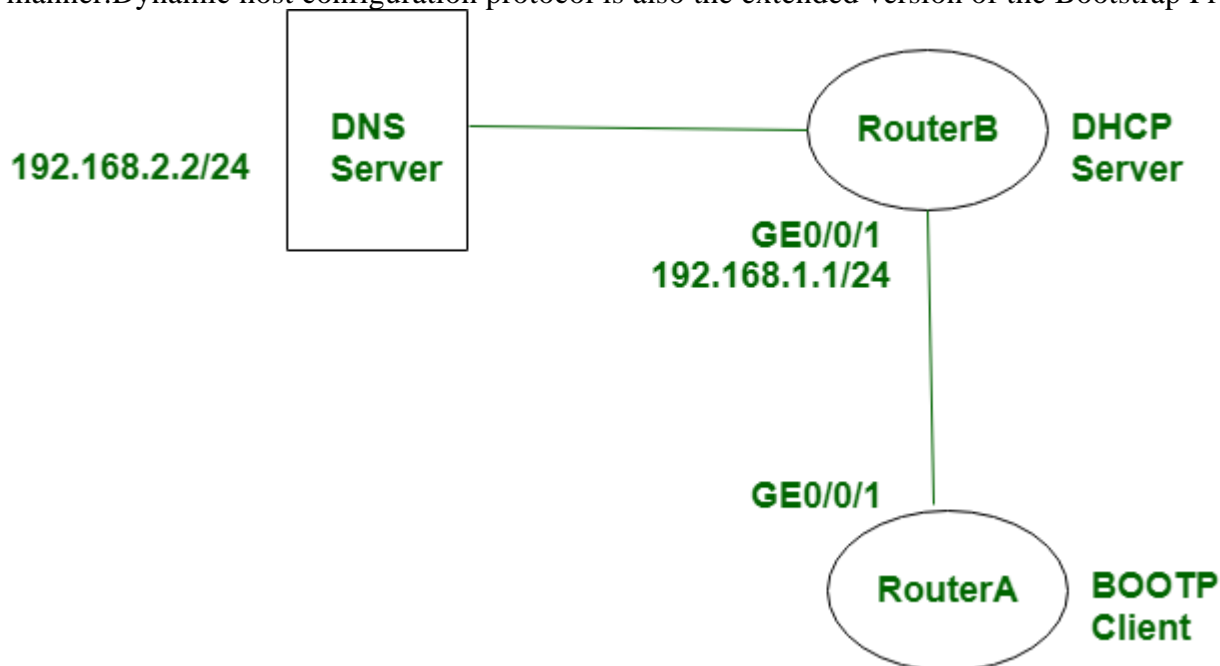 manner.Dynamic host configuration protocol is also the extended version of the Bootstrap
DNS
Server
192.168.2.2/24
RouterB
DHCP
Server
GE0/0/1
192.168.1.1/24
GE0/0/1
RouterA
BOOTP
Client